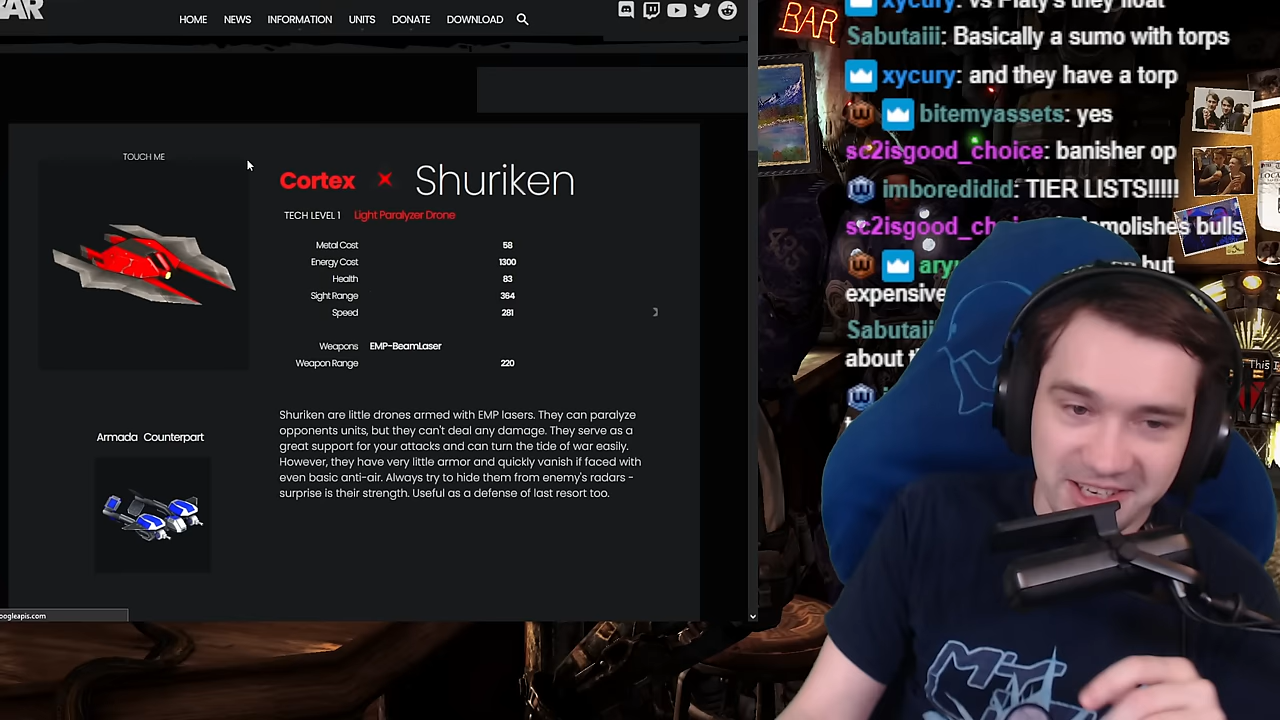 BAR
HOME NEWS INFORMATION UNITS DONATE DOWNLOAD
TOUCH ME
Cortex Shuriken
TECH LEVEL 1 Light Paralyzer Drone
Metal Cost 58
Energy Cost 1300
Health 83
Sight Range 364
Speed 281
Weapons EMP-BeamLaser
Weapon Range 220
Shuriken are little drones armed with EMP lasers. They can paralyze
opponents units, but they can't deal any damage. They serve as a
great support for your attacks and can turn the tide of war easily.
However, they have very little armor and quickly vanish if faced with
even basic anti-air. Always try to hide them from enemy's radars -
surprise is their strength. Useful as a defense of last resort too.
Armada Counterpart
oogleapis.com
BAR
xycury: vs Platy's they float
Sabutaiii: Basically a sumo with torps
xycury: and they have a torp
bitemyassets: yes
sc2isgood_choice: banisher op
imboredidid: TIER LISTS!!!!!
sc2isgood_ch molishes bulls
ary but
expensive
Sabutaii
about t
This